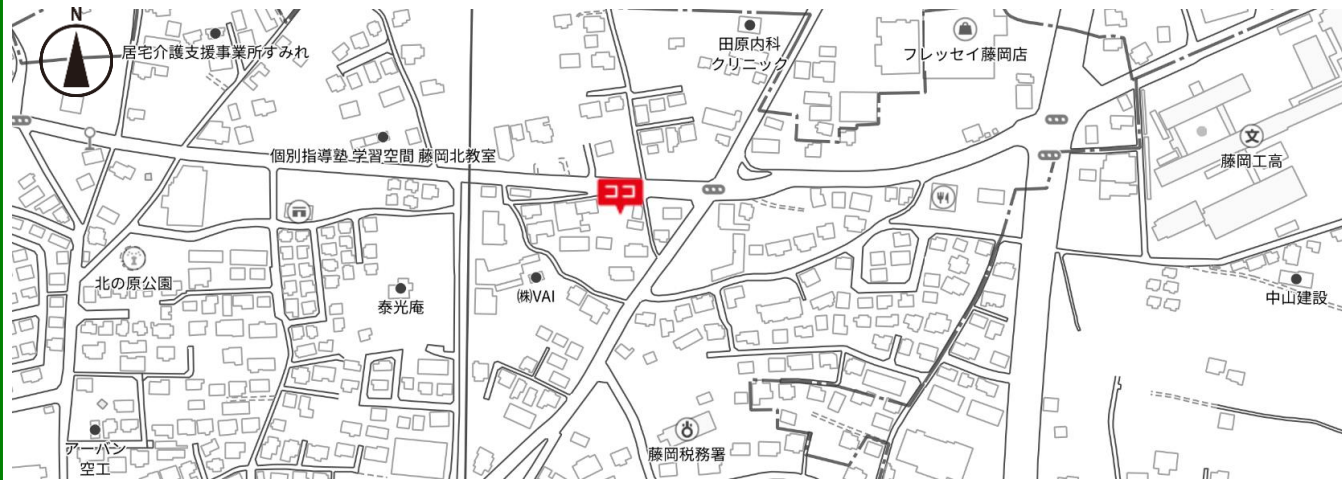 N
居宅介護支援事業所すみれ
田原内科
クリニック
フレッセイ藤岡店
個別指導塾 学習空間 藤岡北教室
文
藤岡工高
ココ
北の原公園
泰光庵
㈱VAI
中山建設
アーバン
空工
藤岡税務署